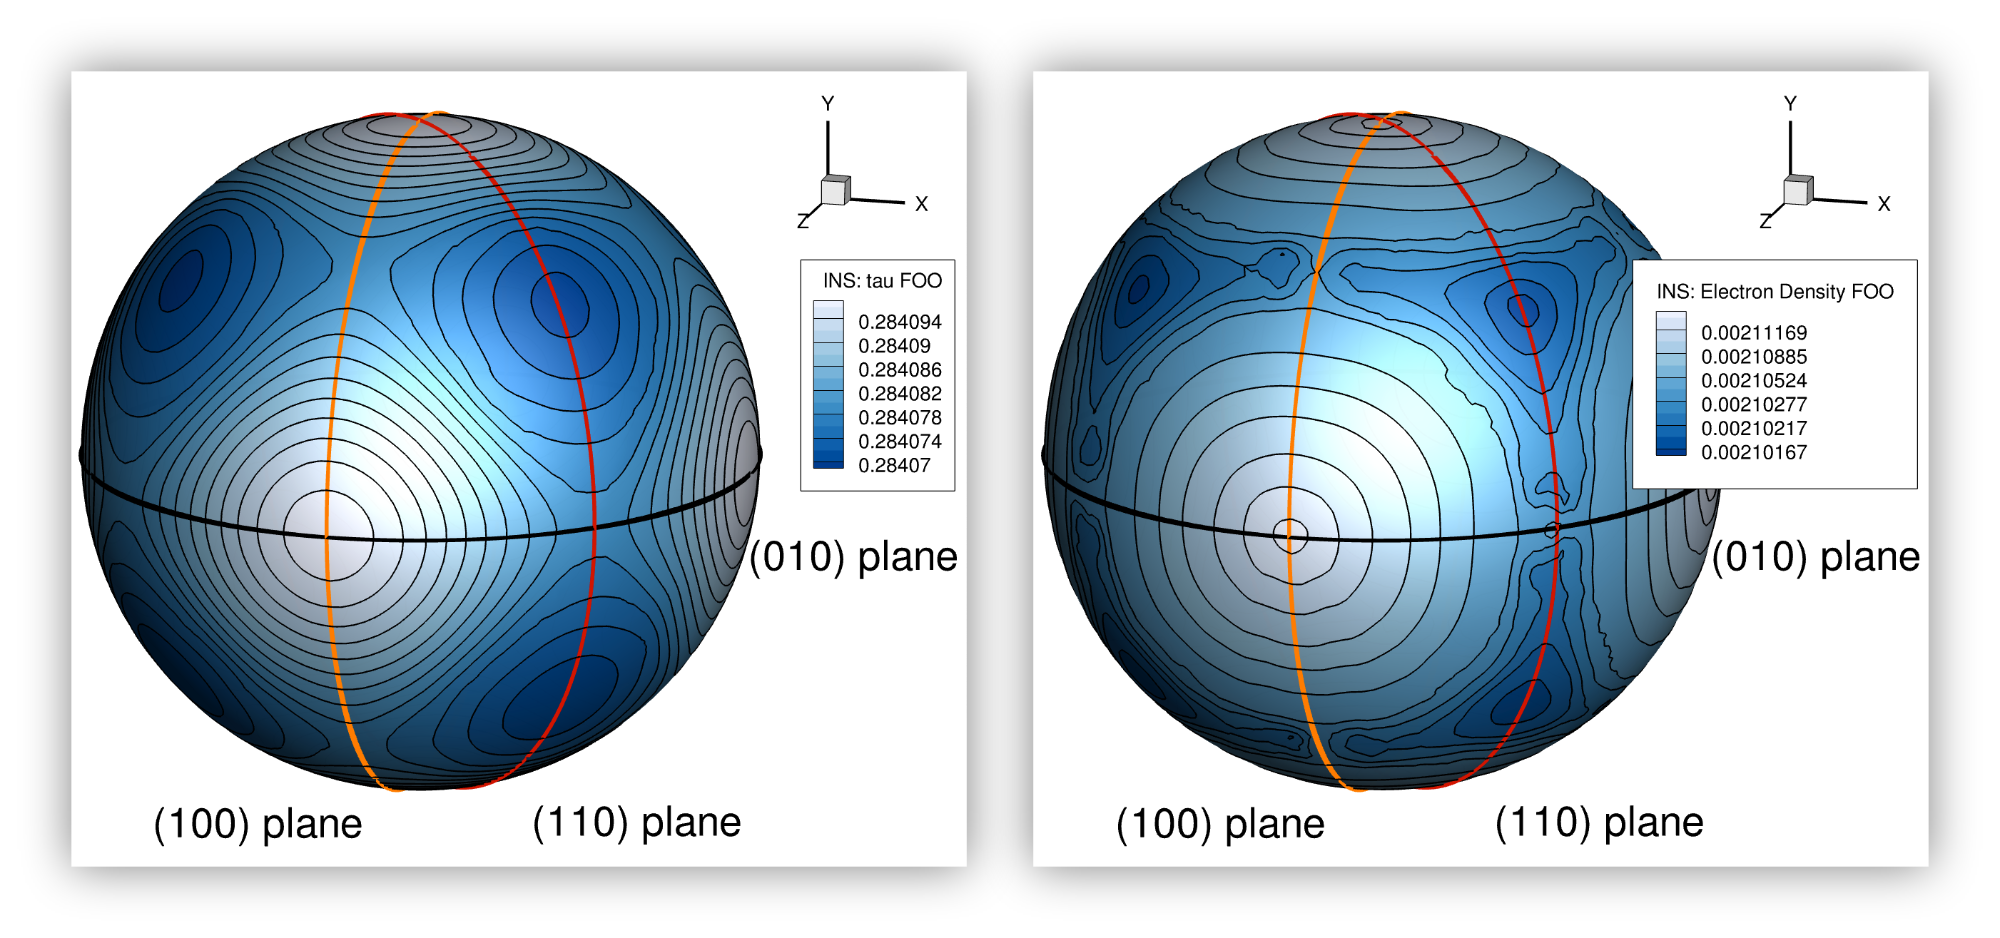 Y
X
Z
INS: tau FOO
0.284094
0.28409
0.284086
0.284082
0.284078
0.284074
0.28407
(010) plane
(100) plane
(110) plane
Y
X
Z
INS: Electron Density FOO
0.00211169
0.00210885
0.00210524
0.00210277
0.00210217
0.00210167
(010) plane
(100) plane
(110) plane